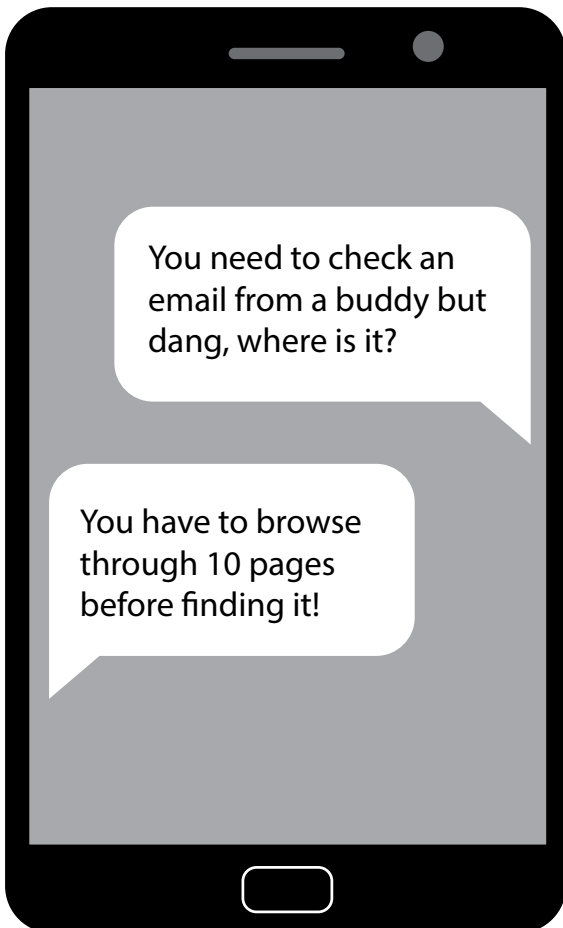 You need to check an
email from a buddy but
dang, where is it?
You have to browse
through 10 pages
before finding it!